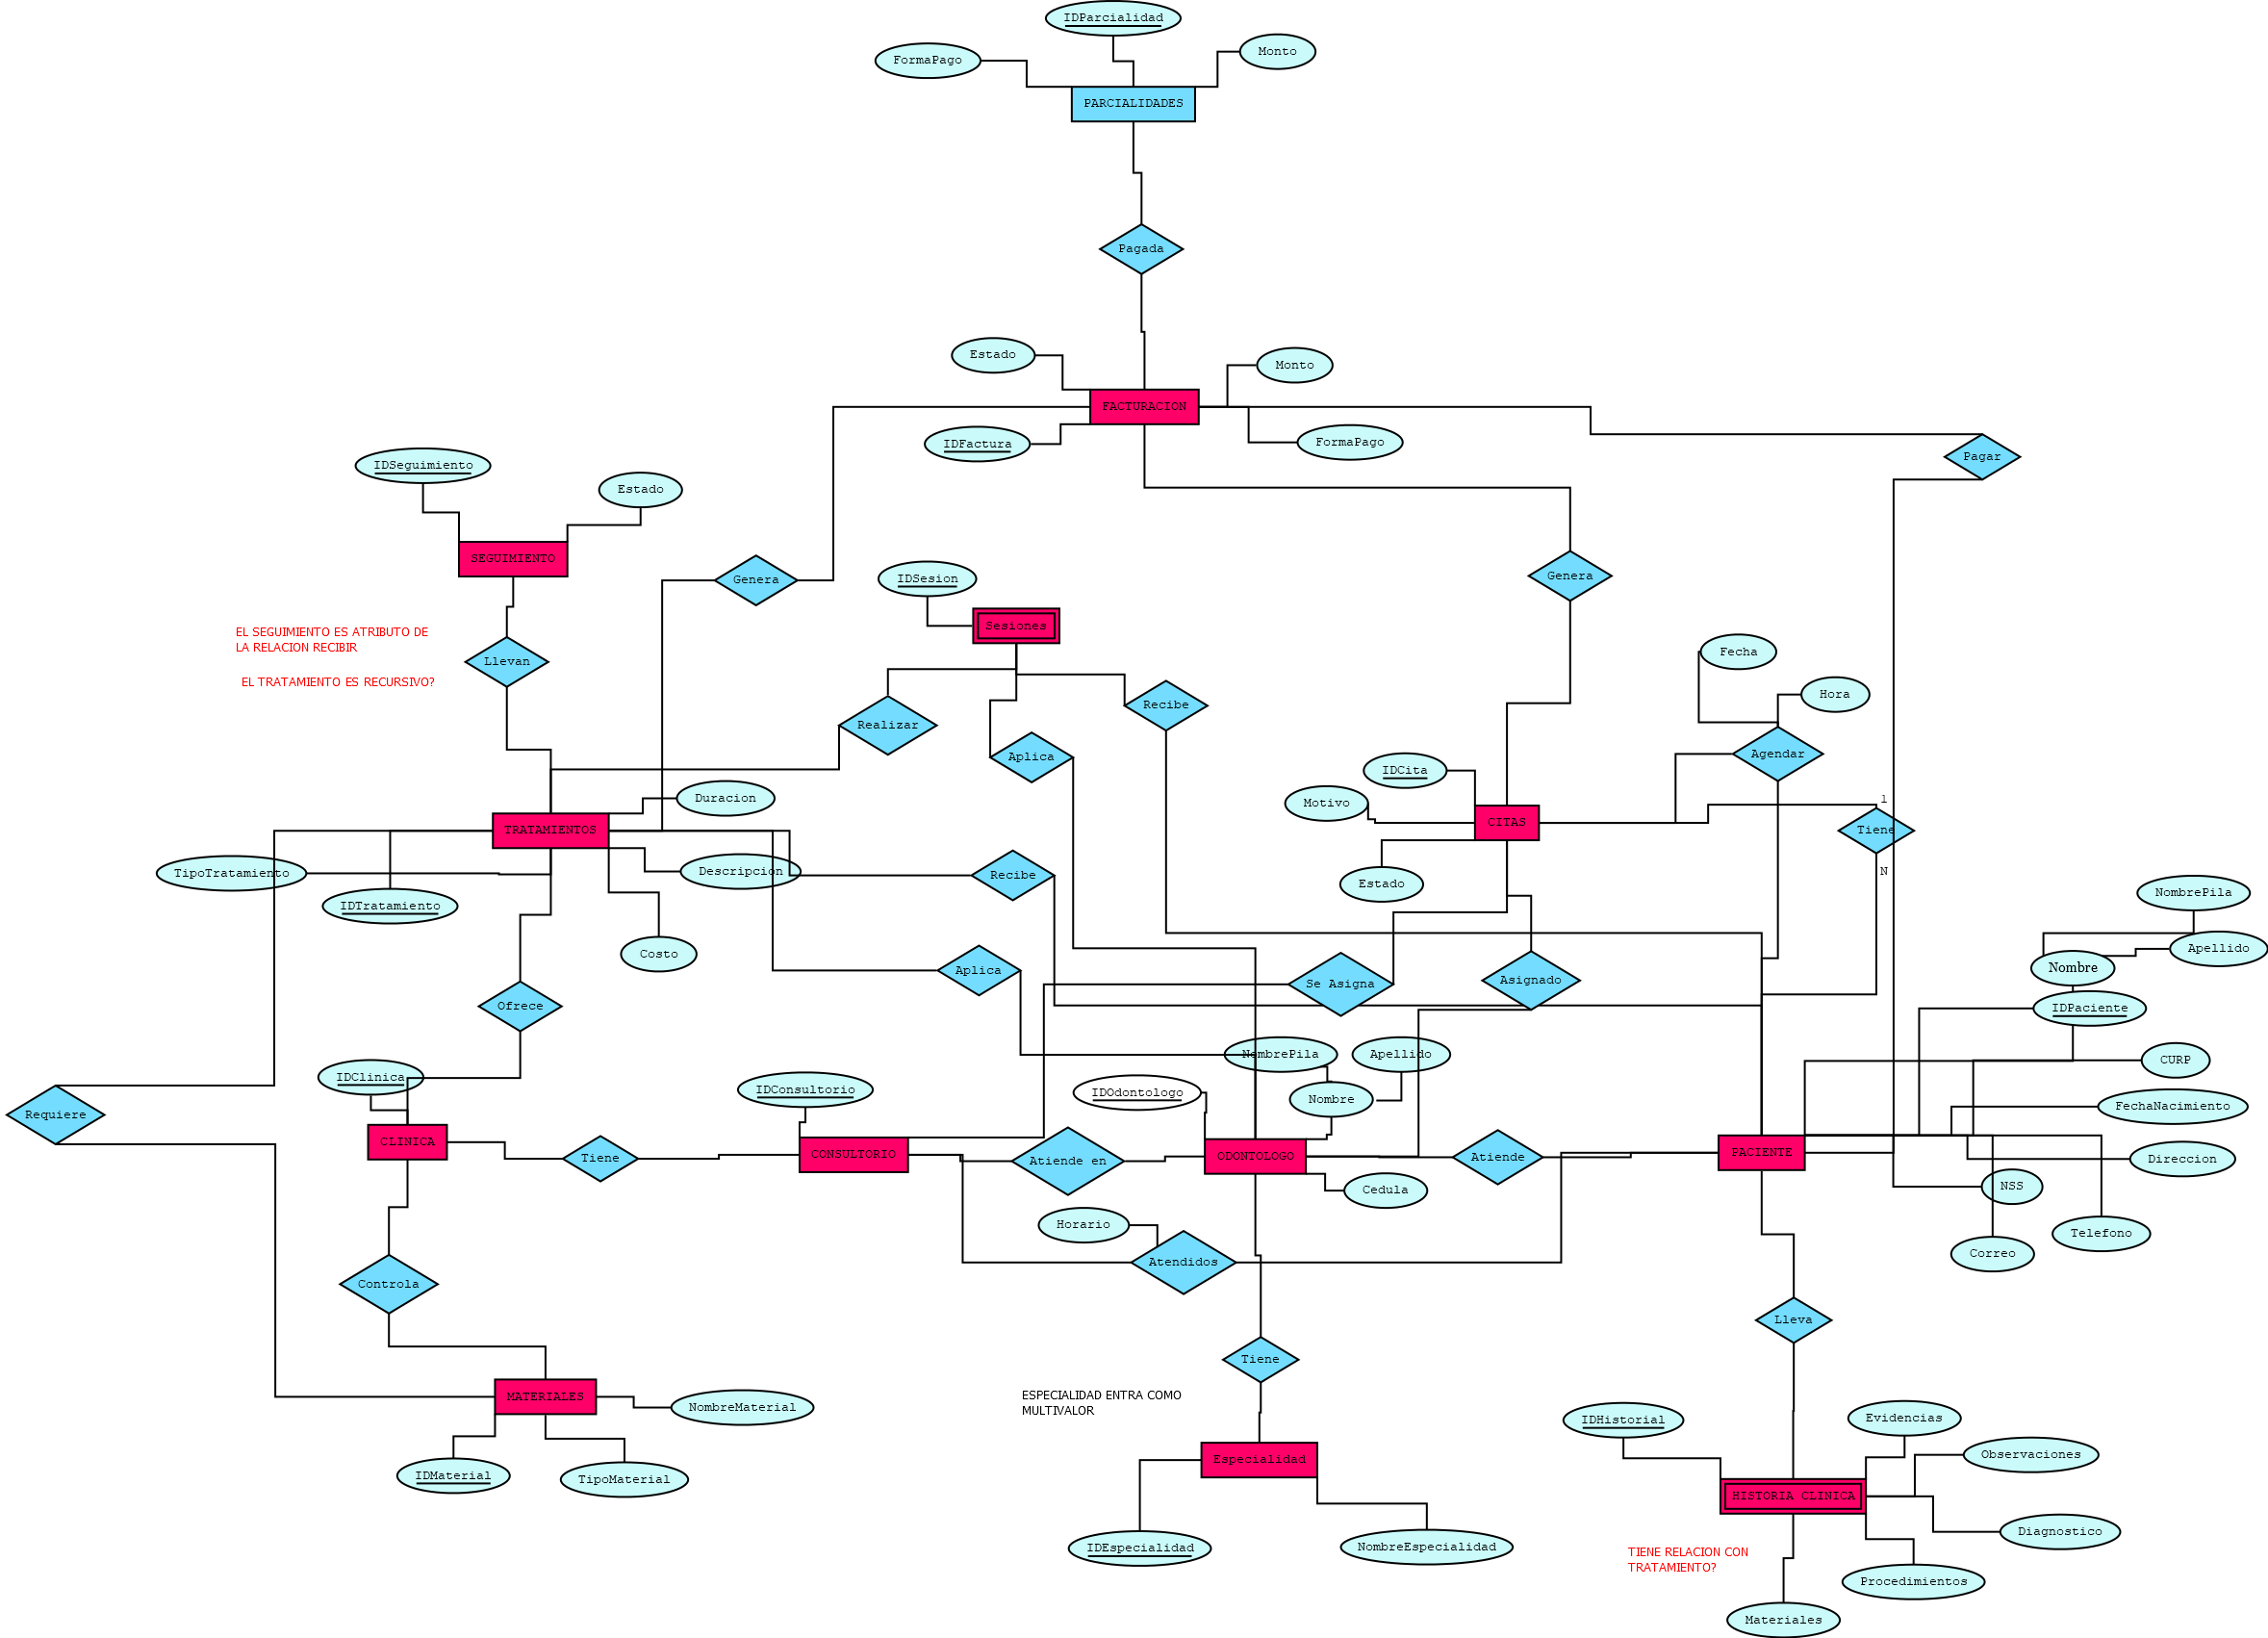 IDParcialidad
FormaPago
Monto
PARCIALIDADES
Pagada
Estado
Monto
FACTURACION
IDFactura
FormaPago
Pagar
IDSeguimiento
Estado
SEGUIMIENTO
Genera
IDSesion
Genera
Sesiones
EL SEGUIMIENTO ES ATRIBUTO DE
LA RELACION RECIBIR
EL TRATAMIENTO ES RECURSIVO?
Llevan
Fecha
Hora
Recibe
Realizar
Aplica
Agendar
IDCita
Motivo
Duracion
1
CITAS
Tiene
N
TRATAMIENTOS
TipoTratamiento
Descripcion
Recibe
Estado
IDTratamiento
NombrePila
Apellido
Costo
Nombre
Aplica
Se Asigna
Asignado
Ofrece
IDPaciente
NombrePila
Apellido
CURP
IDClinica
IDConsultorio
IDOdontologo
Nombre
FechaNacimiento
Requiere
CLINICA
Tiene
CONSULTORIO
Atiende en
ODONTOLOGO
Atiende
PACIENTE
Direccion
Cedula
NSS
Horario
Telefono
Correo
Atendidos
Controla
Lleva
Tiene
MATERIALES
NombreMaterial
ESPECIALIDAD ENTRA COMO
MULTIVALOR
IDHistorial
Evidencias
Especialidad
Observaciones
IDMaterial
TipoMaterial
HISTORIA CLINICA
Diagnostico
IDEspecialidad
NombreEspecialidad
TIENE RELACION CON
TRATAMIENTO?
Procedimientos
Materiales